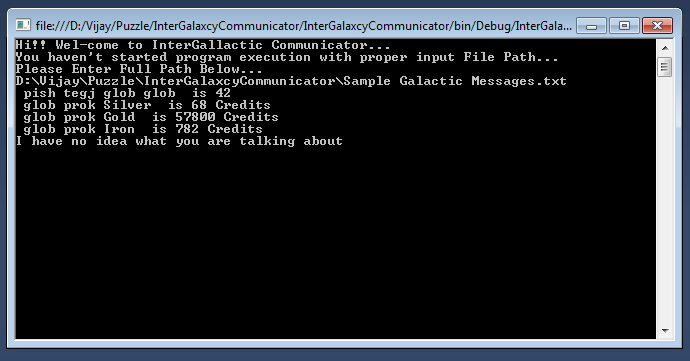 file:///D:/Vijay/Puzzle/InterGalaxcyCommunicator/InterGalaxcyCommunicator/bin/Debug/InterGala...
Hi!! Wel-come to InterGallactic Communicator...
You haven't started program execution with proper input File Path...
Please Enter Full Path Below...
D:\Vijay\Puzzle\InterGalaxcyCommunicator\Sample Galactic Messages.txt
 pish tegj glob glob  is 42
 glob prok Silver  is 68 Credits
 glob prok Gold  is 57800 Credits
 glob prok Iron  is 782 Credits
I have no idea what you are talking about